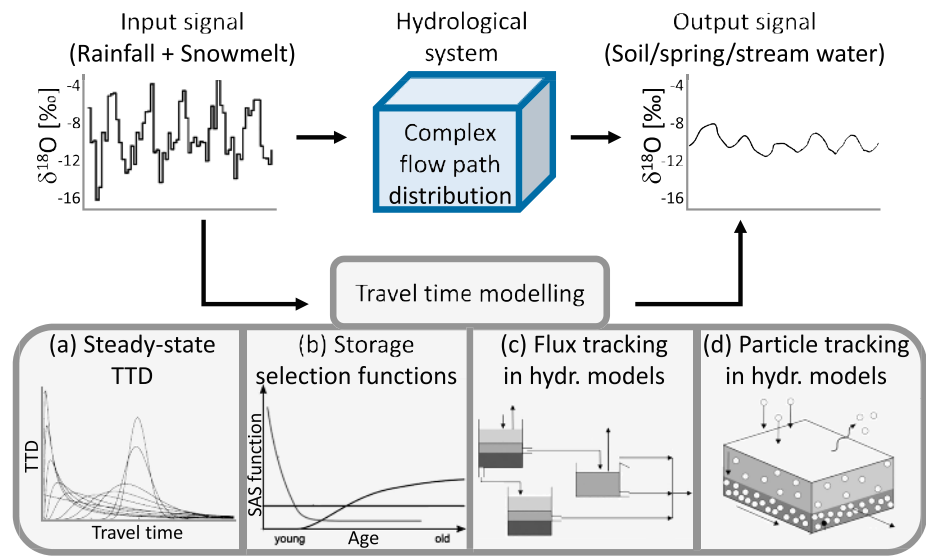 Input signal
(Rainfall + Snowmelt)
Hydrological
system
Output signal
(Soil/spring/stream water)
δ¹⁸O [‰]
-4
-8
-12
-16
Complex
flow path
distribution
δ¹⁸O [‰]
-4
-8
-12
-16
Travel time modelling
(a) Steady-state
TTD
TTD
Travel time
(b) Storage
selection functions
SAS function
young
Age
old
(c) Flux tracking
in hydr. models
(d) Particle tracking
in hydr. models